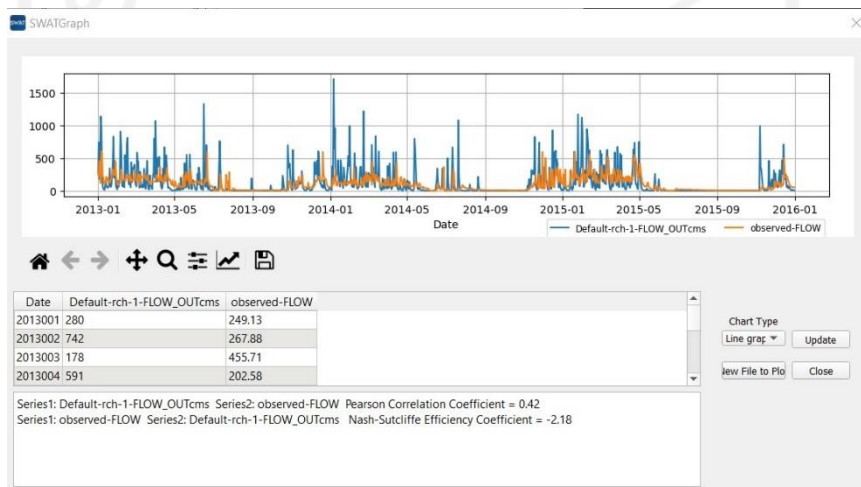 SWATGraph
1500
1000
500
0
2013-01 2013-05 2013-09 2014-01 2014-05 2014-09 2015-01 2015-05 2015-09 2016-01
Date
Default-rch-1-FLOW_OUTcms observed-FLOW
Date Default-rch-1-FLOW_OUTcms observed-FLOW
2013001 280 249.13
2013002 742 267.88
2013003 178 455.71
2013004 591 202.58
Chart Type
Line grap Update
New File to Plo Close
Series1: Default-rch-1-FLOW_OUTcms Series2: observed-FLOW Pearson Correlation Coefficient = 0.42
Series1: observed-FLOW Series2: Default-rch-1-FLOW_OUTcms Nash-Sutcliffe Efficiency Coefficient = -2.18